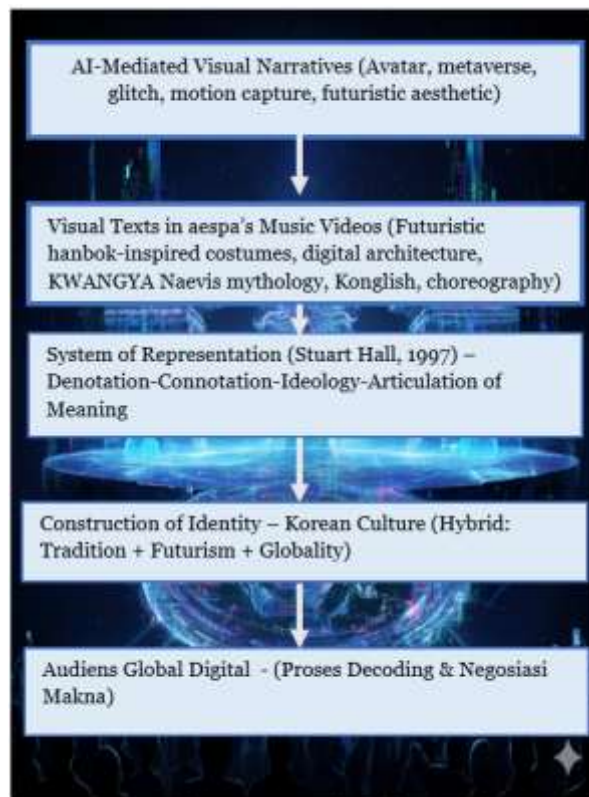 AI-Mediated Visual Narratives (Avatar, metaverse,
glitch, motion capture, futuristic aesthetic)
Visual Texts in aespa's Music Videos (Futuristic
hanbok-inspired costumes, digital architecture,
KWANGYA Naevis mythology, Konglish, choreography)
System of Representation (Stuart Hall, 1997) –
Denotation-Connotation-Ideology-Articulation of
Meaning
Construction of Identity – Korean Culture (Hybrid:
Tradition + Futurism + Globality)
Audiens Global Digital - (Proses Decoding & Negosiasi
Makna)